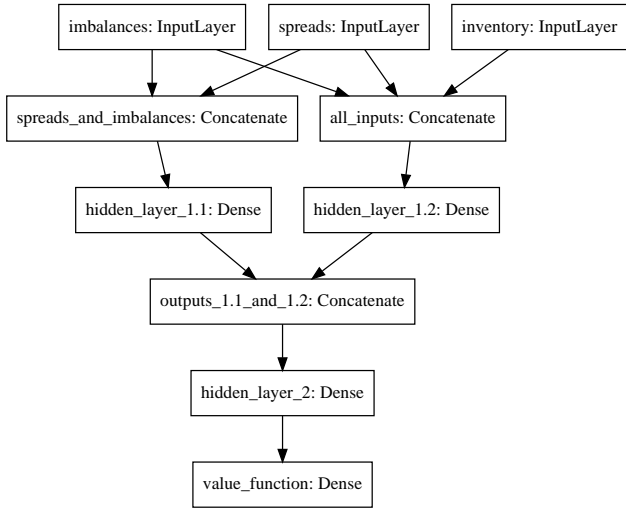 imbalances: InputLayer
spreads: InputLayer
inventory: InputLayer
spreads_and_imbalances: Concatenate
all_inputs: Concatenate
hidden_layer_1.1: Dense
hidden_layer_1.2: Dense
outputs_1.1_and_1.2: Concatenate
hidden_layer_2: Dense
value_function: Dense